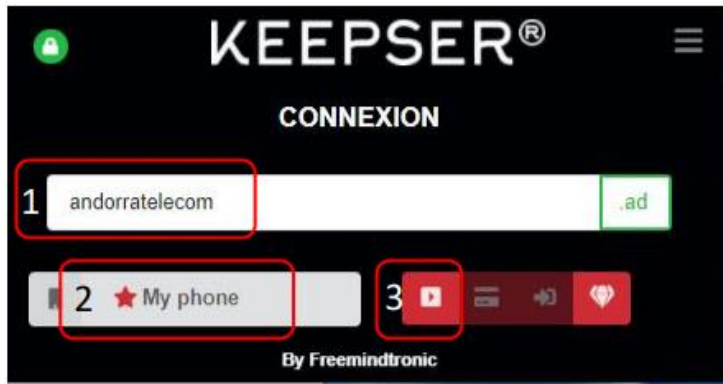 KEEPSER®
CONNEXION
1 andorratelecom .ad
2 My phone 3
By Freemindtronic